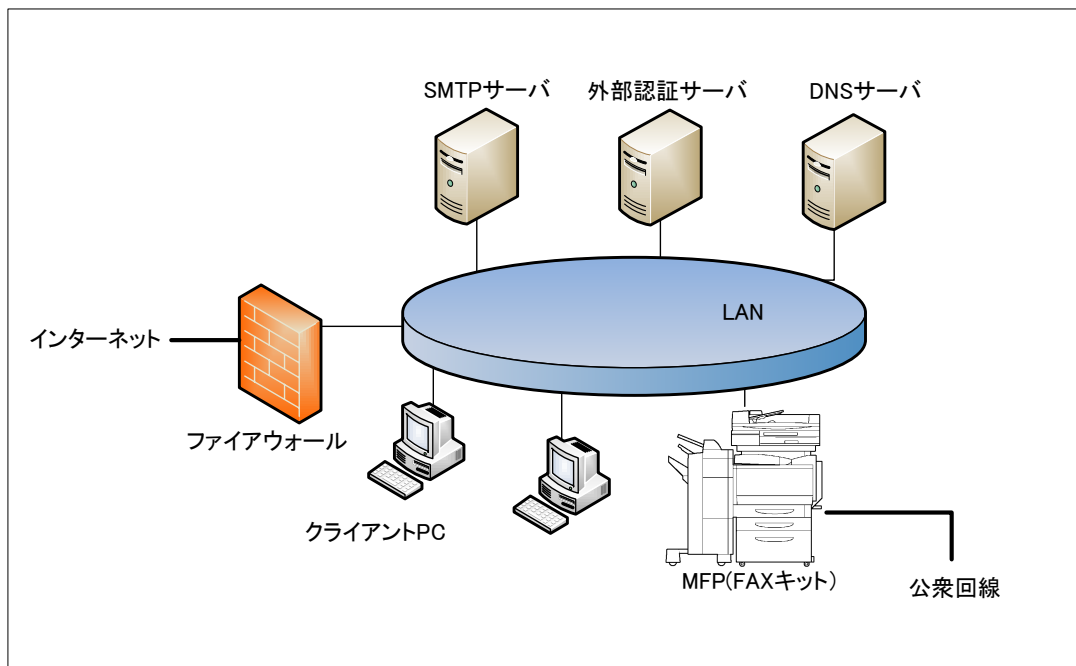 SMTPサーバ
外部認証サーバ
DNSサーバ
LAN
インターネット
ファイアウォール
クライアントPC
MFP(FAXキット)
公衆回線